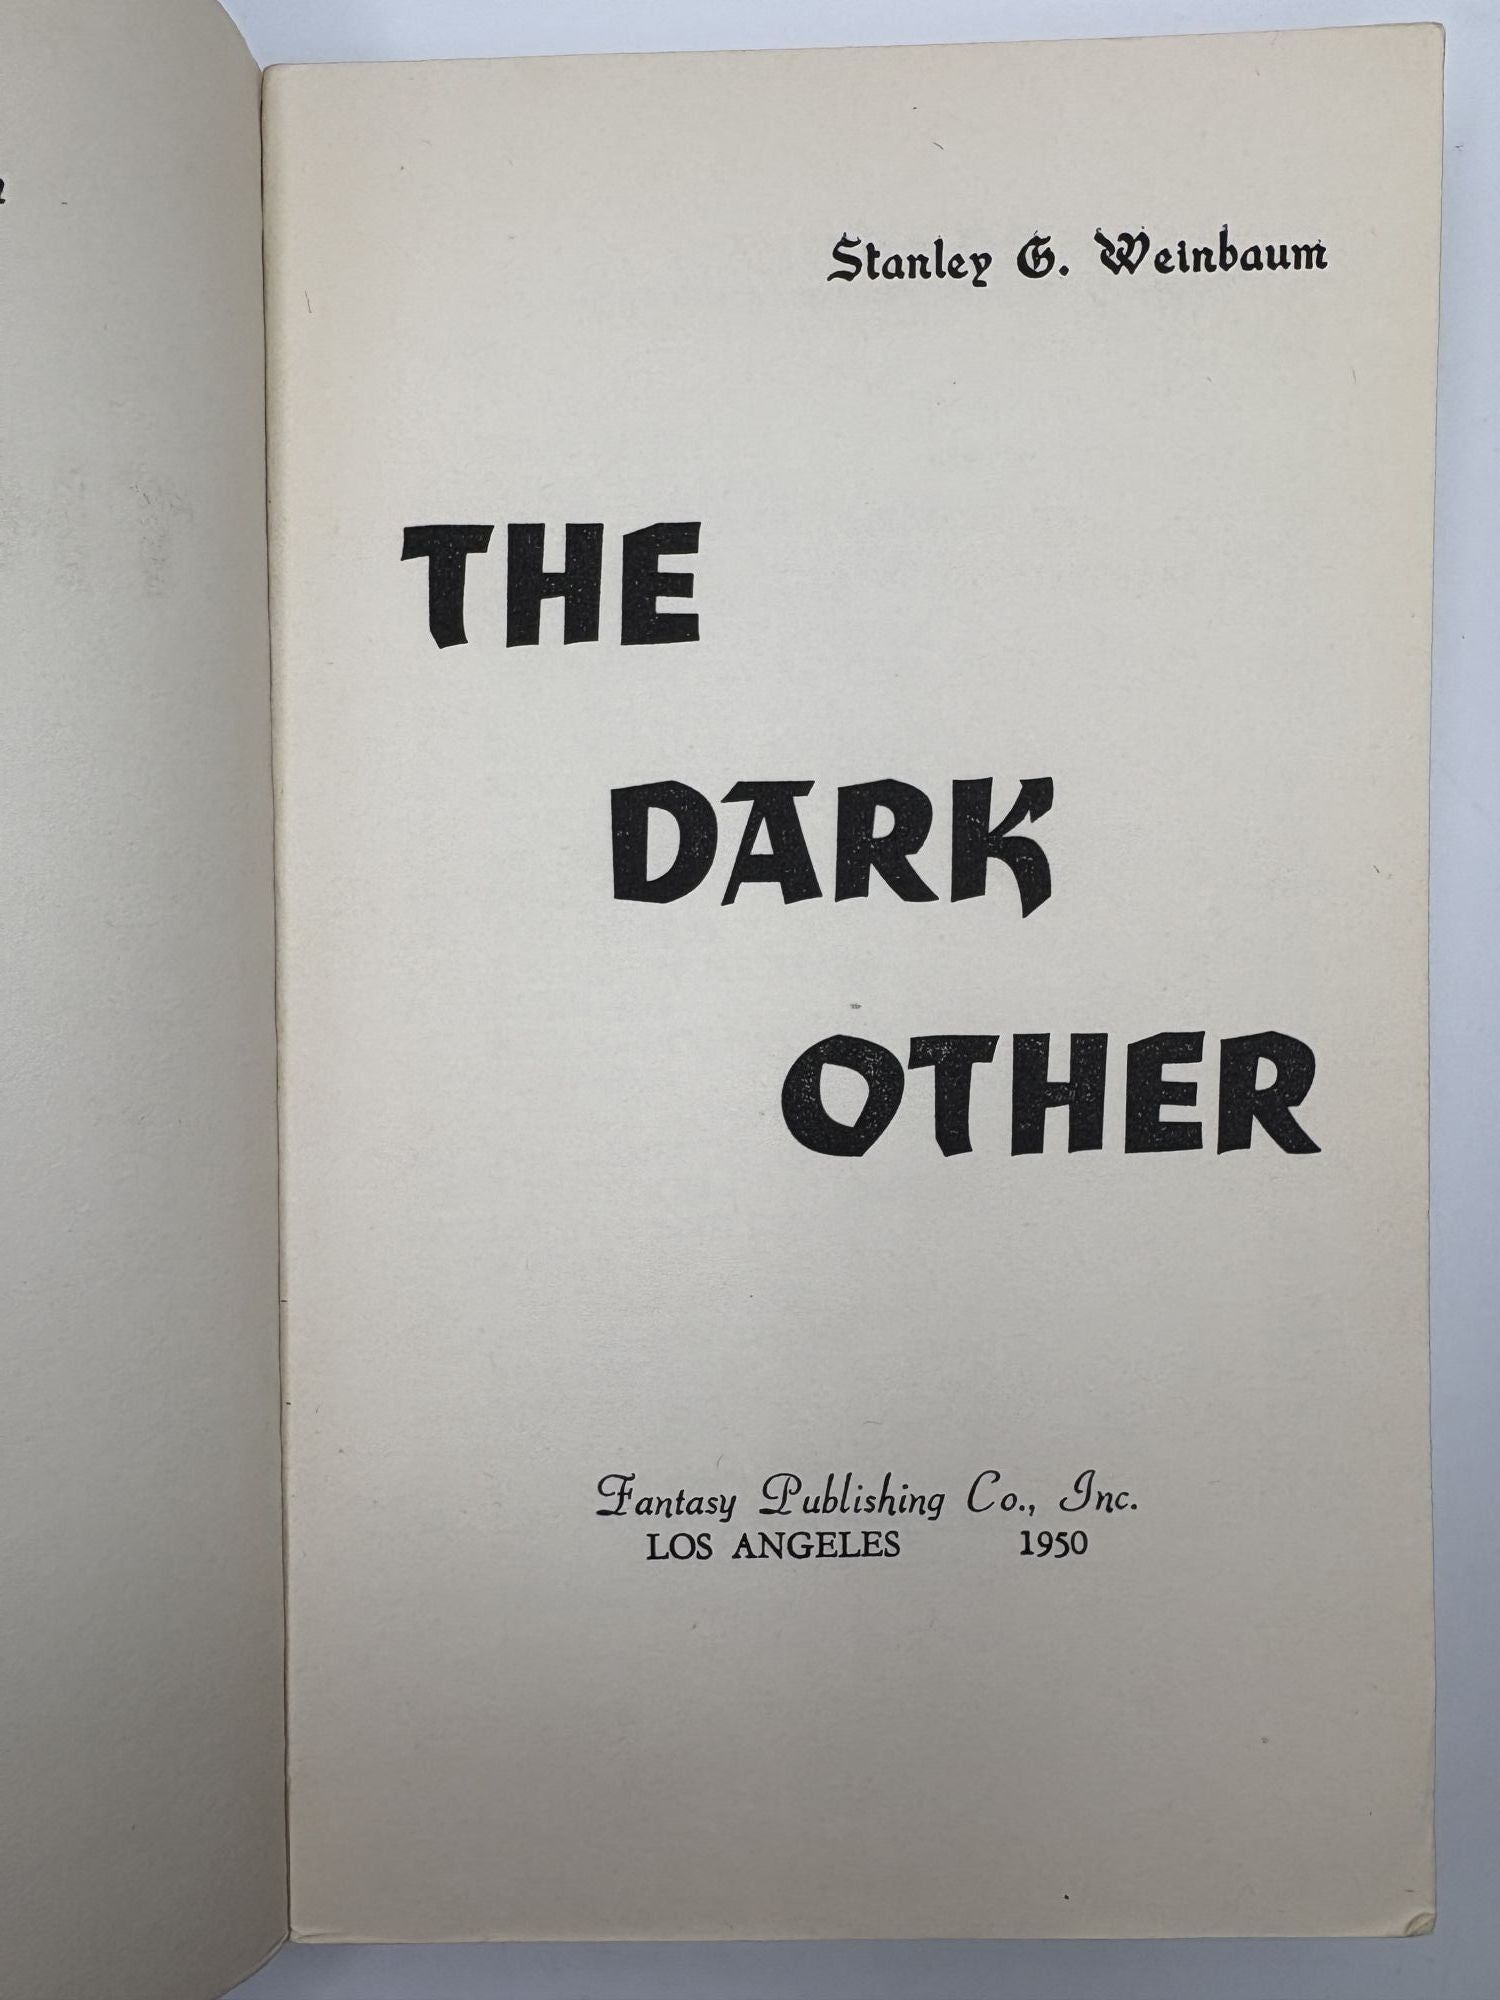 Stanley G. Weinbaum
THE
DARK
OTHER
Fantasy Publishing Co., Inc.
LOS ANGELES 1950